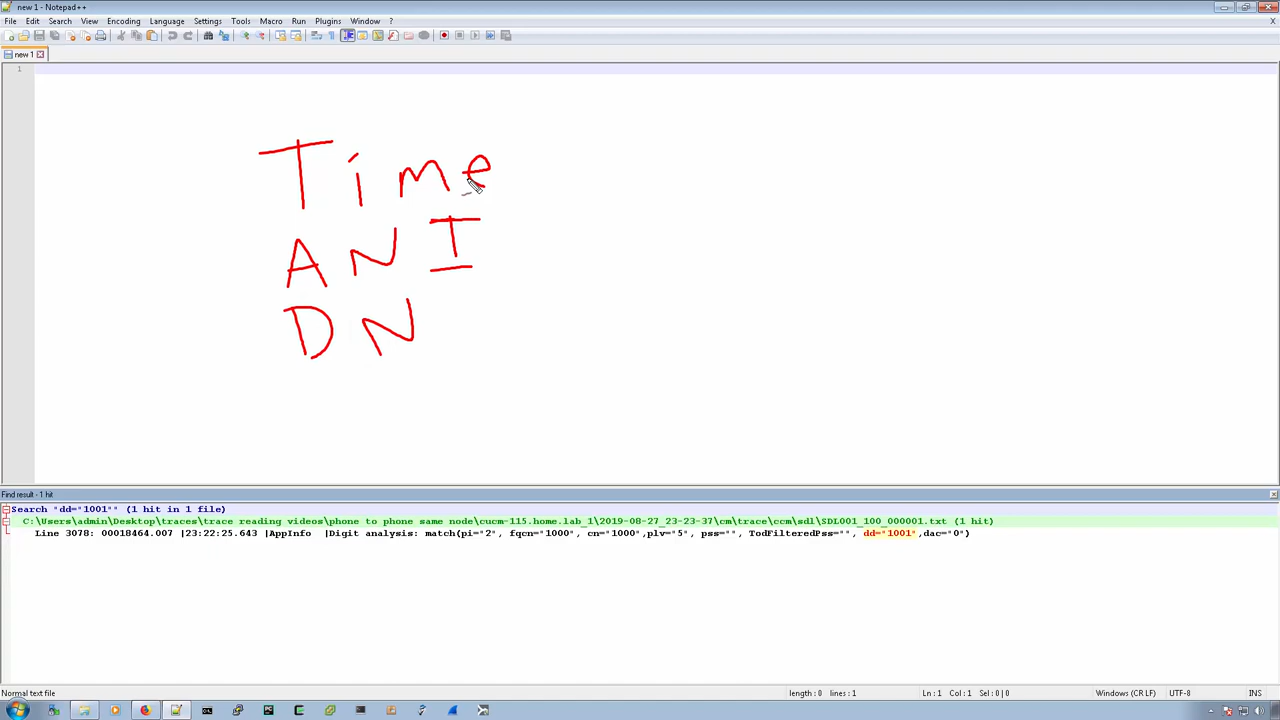 new 1 - Notepad++
File Edit Search View Encoding Language Settings Tools Macro Run Plugins Window ? X
new 1
1
Time
ANI
DN
Find result - 1 hit
Search "dd="1001"" (1 hit in 1 file)
C:\Users\admin\Desktop\traces\trace reading videos\phone to phone same node\cucm-115.home.lab_1\2019-08-27_23-23-37\cm\trace\ccm\sdl\SDL001_100_000001.txt (1 hit)
Line 3078: 00018464.007 |23:22:25.643 |AppInfo |Digit analysis: match(pi="2", fqcn="1000", cn="1000",plv="5", pss="", TodFilteredPss="", dd="1001",dac="0")
Normal text file length : 0 lines : 1 Ln : 1 Col : 1 Sel : 0 | 0 Windows (CR LF) UTF-8 INS